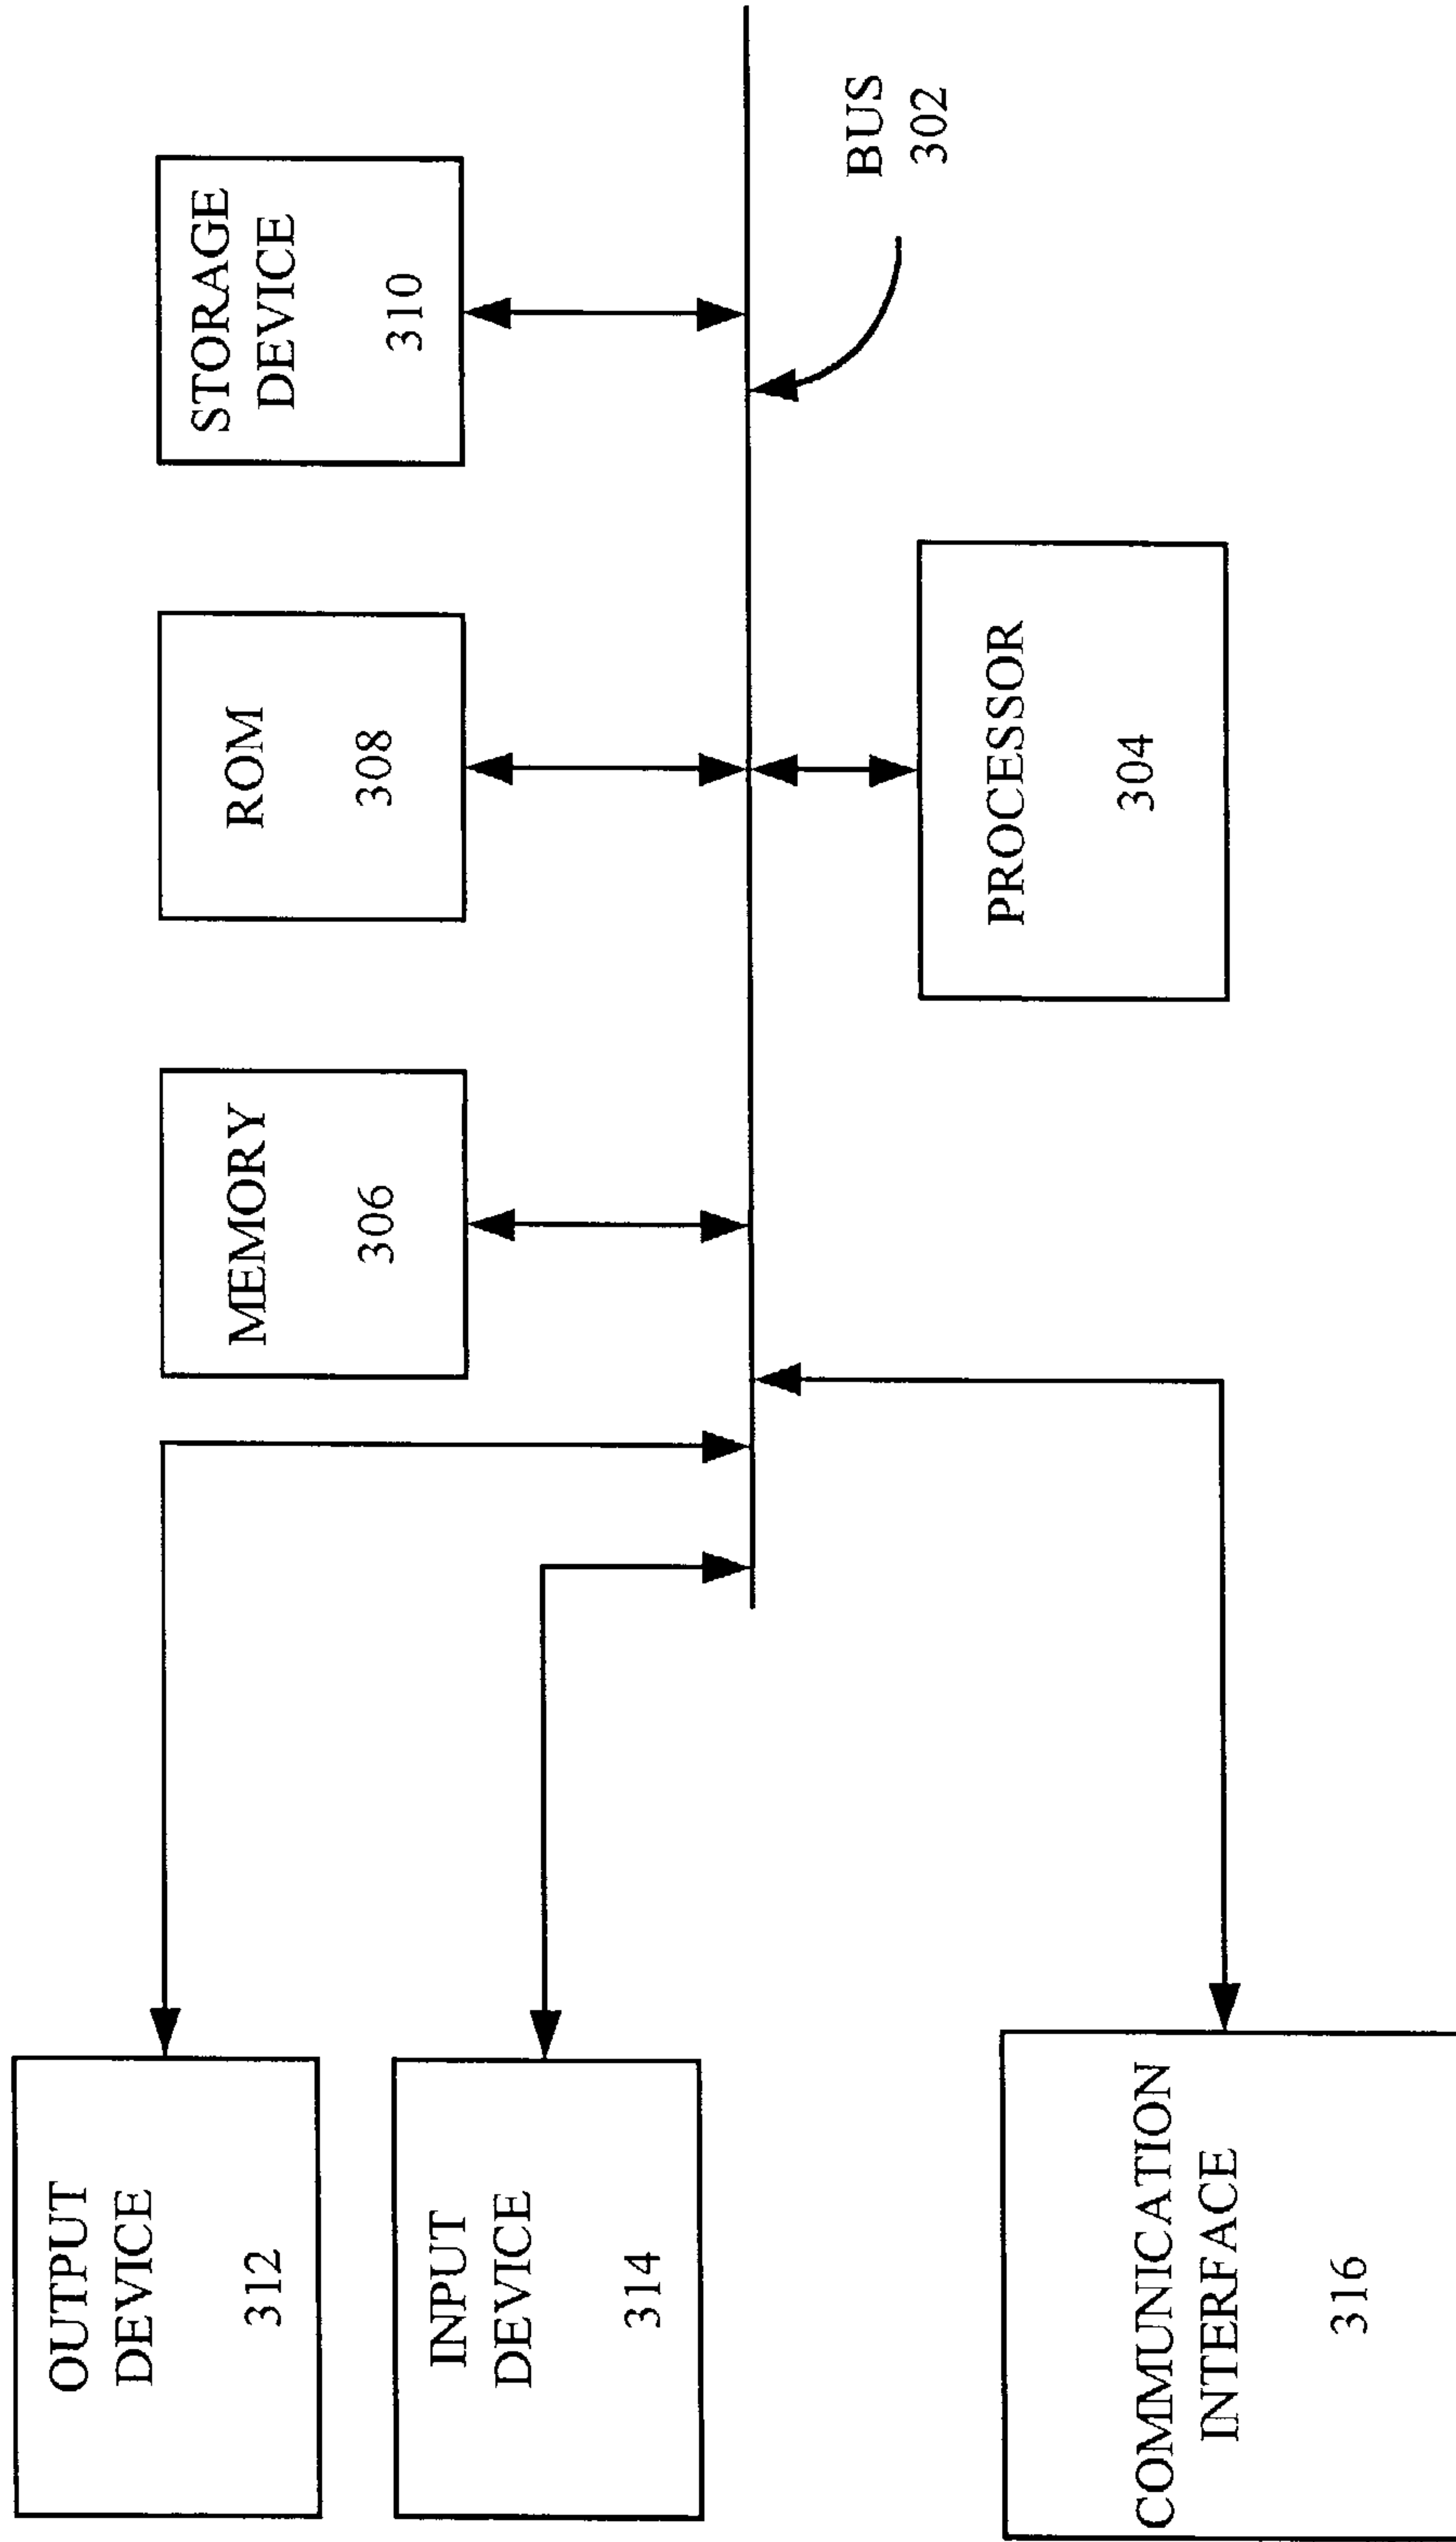 OUTPUT
DEVICE
312
INPUT
DEVICE
314
COMMUNICATION
INTERFACE
316
MEMORY
306
ROM
308
STORAGE
DEVICE
310
PROCESSOR
304
BUS
302